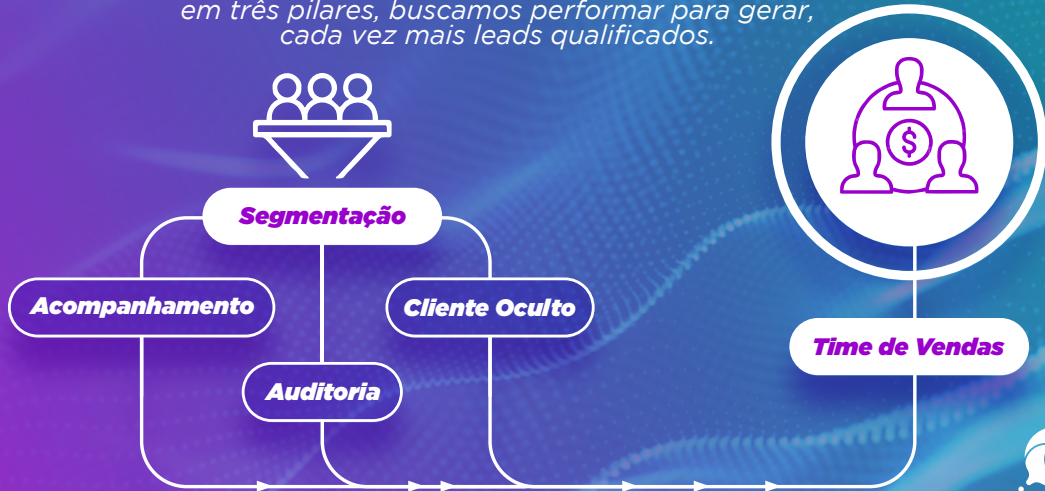 em três pilares, buscamos performar para gerar,
cada vez mais leads qualificados.
$
Segmentação
Acompanhamento
Cliente Oculto
Auditoria
Time de Vendas